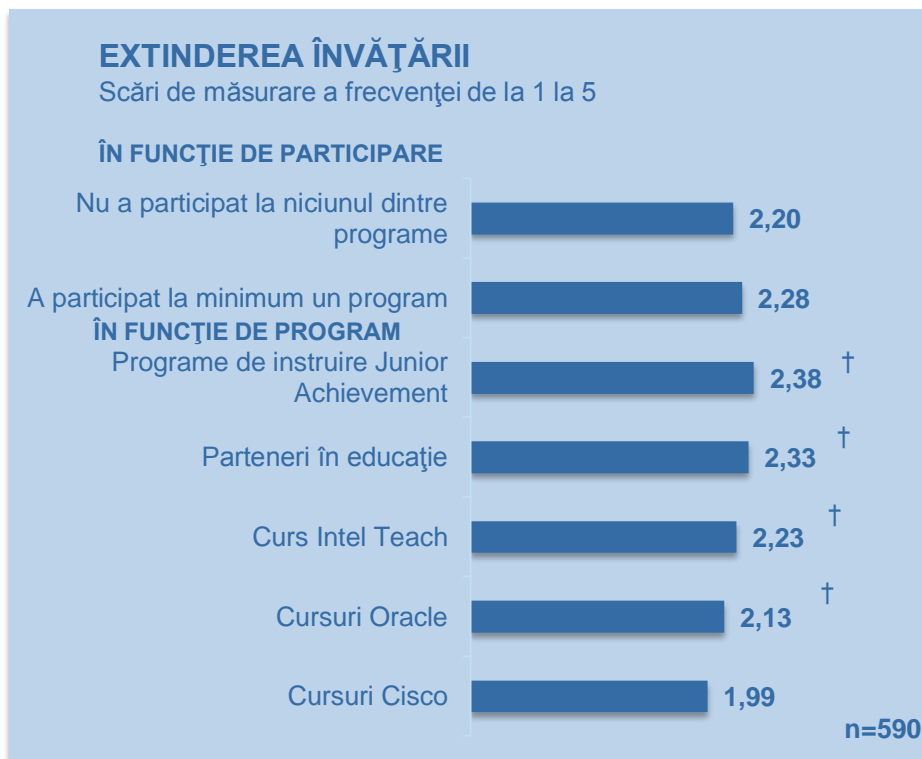 EXTINDEREA ÎNVĂŢĂRII
Scări de măsurare a frecvenţei de la 1 la 5
ÎN FUNCŢIE DE PARTICIPARE
Nu a participat la niciunul dintre
programe
2,20
A participat la minimum un program
2,28
ÎN FUNCŢIE DE PROGRAM
Programe de instruire Junior
Achievement
2,38 †
Parteneri în educaţie
2,33 †
Curs Intel Teach
2,23 †
Cursuri Oracle
2,13 †
Cursuri Cisco
1,99
n=590